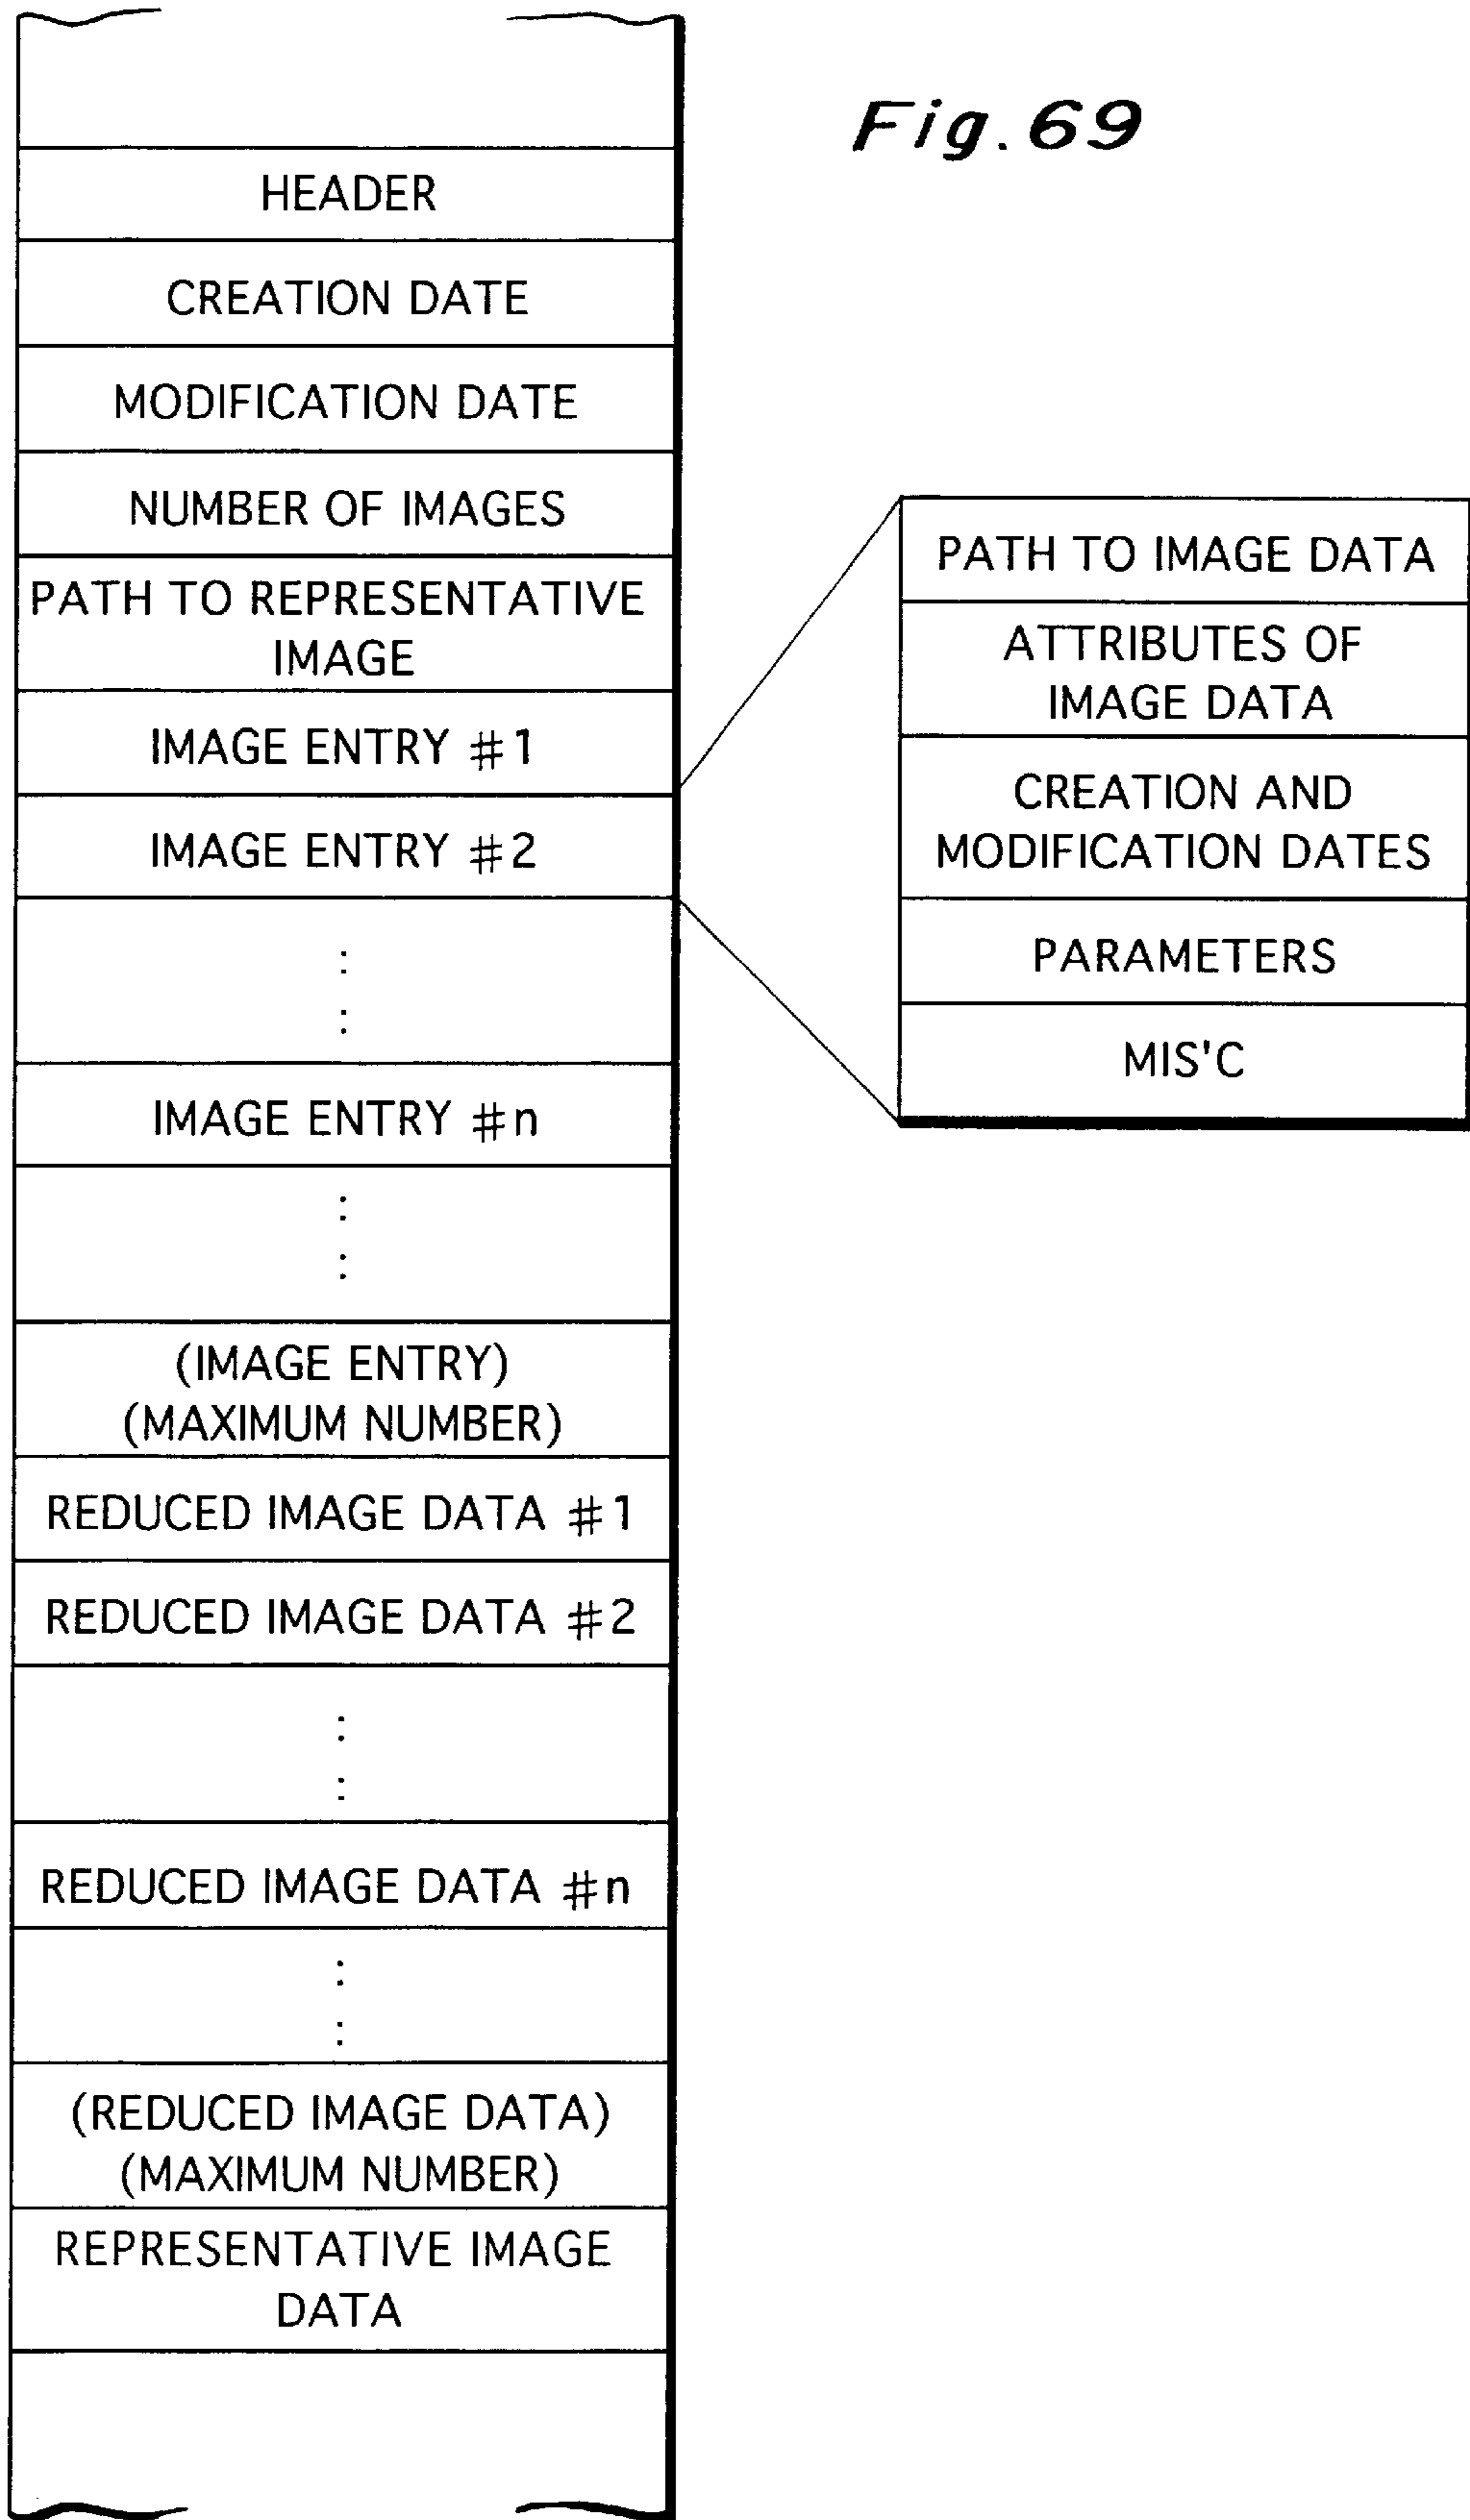 Fig. 69
HEADER
CREATION DATE
MODIFICATION DATE
NUMBER OF IMAGES
PATH TO REPRESENTATIVE
IMAGE
IMAGE ENTRY #1
IMAGE ENTRY #2
:
:
IMAGE ENTRY #n
:
:
(IMAGE ENTRY)
(MAXIMUM NUMBER)
REDUCED IMAGE DATA #1
REDUCED IMAGE DATA #2
:
:
REDUCED IMAGE DATA #n
:
:
(REDUCED IMAGE DATA)
(MAXIMUM NUMBER)
REPRESENTATIVE IMAGE
DATA
PATH TO IMAGE DATA
ATTRIBUTES OF
IMAGE DATA
CREATION AND
MODIFICATION DATES
PARAMETERS
MIS'C